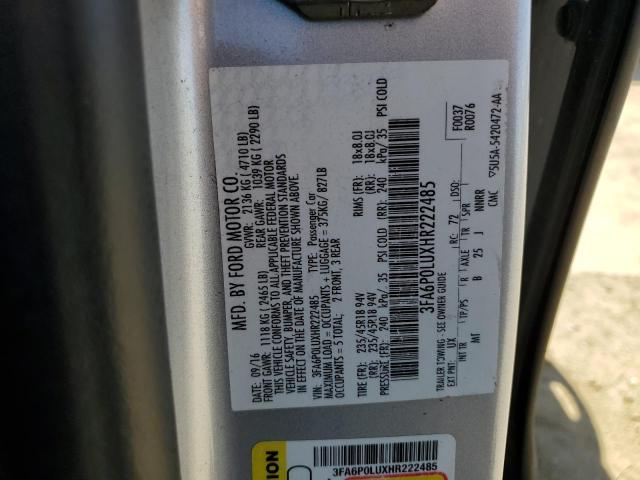 MFD. BY FORD MOTOR CO.
DATE: 09/16 GVWR: 2136 KG ( 4710 LB)
FRONT GAWR: 1118 KG ( 2465 LB) REAR GAWR: 1039 KG ( 2290 LB)
THIS VEHICLE CONFORMS TO ALL APPLICABLE FEDERAL MOTOR
VEHICLE SAFETY, BUMPER, AND THEFT PREVENTION STANDARDS
IN EFFECT ON THE DATE OF MANUFACTURE SHOWN ABOVE.
VIN: 3FA6P0LUXHR222485 TYPE: Passenger Car
MAXIMUM LOAD = OCCUPANTS + LUGGAGE = 375KG/ 827LB
OCCUPANTS = 5 TOTAL; 2 FRONT, 3 REAR
TIRE (FR): 235/45R18 94V RIMS (FR): 18x8.0J
(RR): 235/45R18 94V (RR): 18x8.0J
PRESSURE (FR): 240 kPa/ 35 PSI COLD (RR): 240 kPa/ 35 PSI COLD
3FA6P0LUXHR222485
TRAILER TOWING - SEE OWNER GUIDE
F0037
R0076
EXT PNT: UX RC: 72 DSO:
INT TR TP/PS R AXLE TR SPR
MT B 25 J NNRR
CMC ▽5U5A-5420472-AA
3FA6P0LUXHR222485